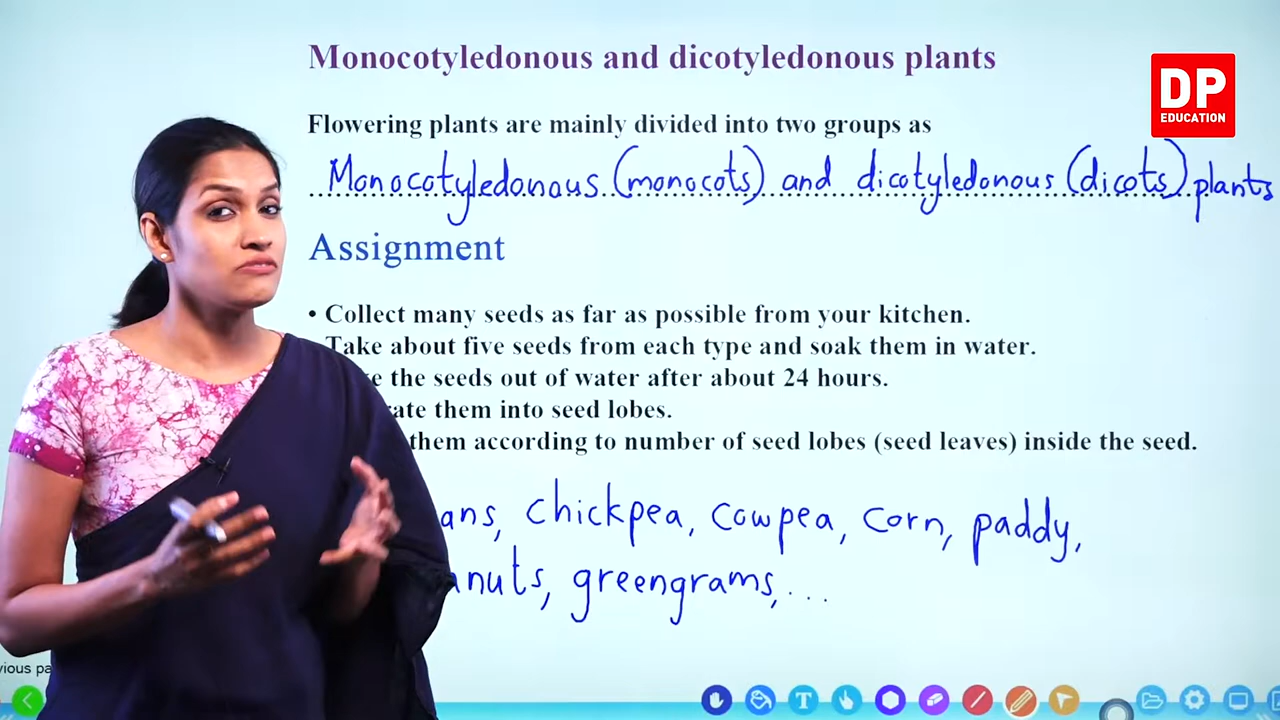 Monocotyledonous and dicotyledonous plants
DP
EDUCATION
Flowering plants are mainly divided into two groups as
Monocotyledonous (monocots) and dicotyledonous (dicots) plants
Assignment
• Collect many seeds as far as possible from your kitchen.
Take about five seeds from each type and soak them in water.
the seeds out of water after about 24 hours.
them into seed lobes.
them according to number of seed lobes (seed leaves) inside the seed.
chickpea, cowpea, corn, paddy,
greengrams, ...
T